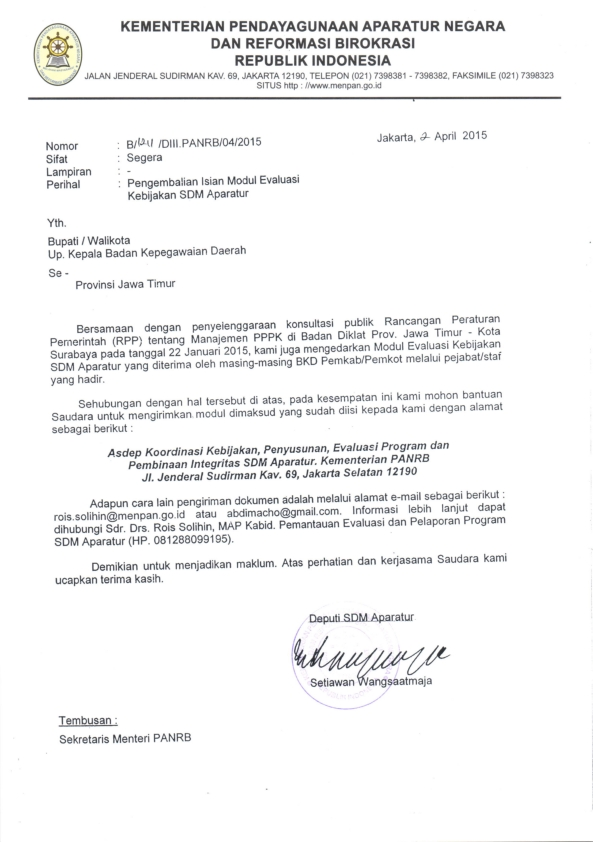 KEMENTERIAN PENDAYAGUNAAN APARATUR NEGARA
DAN REFORMASI BIROKRASI
REPUBLIK INDONESIA
JALAN JENDERAL SUDIRMAN KAV. 69, JAKARTA 12190, TELEPON (021) 7398381 - 7398382, FAKSIMILE (021) 7398323
SITUS http : //www.menpan.go.id
Jakarta, 2 April 2015
Nomor : B/ /DIII.PANRB/04/2015
Sifat : Segera
Lampiran : -
Perihal : Pengembalian Isian Modul Evaluasi
Kebijakan SDM Aparatur
Yth.
Bupati / Walikota
Up. Kepala Badan Kepegawaian Daerah
Se -
Provinsi Jawa Timur
Bersamaan dengan penyelenggaraan konsultasi publik Rancangan Peraturan
Pemerintah (RPP) tentang Manajemen PPPK di Badan Diklat Prov. Jawa Timur - Kota
Surabaya pada tanggal 22 Januari 2015, kami juga mengedarkan Modul Evaluasi Kebijakan
SDM Aparatur yang diterima oleh masing-masing BKD Pemkab/Pemkot melalui pejabat/staf
yang hadir.
Sehubungan dengan hal tersebut di atas, pada kesempatan ini kami mohon bantuan
Saudara untuk mengirimkan modul dimaksud yang sudah diisi kepada kami dengan alamat
sebagai berikut :
Asdep Koordinasi Kebijakan, Penyusunan, Evaluasi Program dan
Pembinaan Integritas SDM Aparatur. Kementerian PANRB
Jl. Jenderal Sudirman Kav. 69, Jakarta Selatan 12190
Adapun cara lain pengiriman dokumen adalah melalui alamat e-mail sebagai berikut :
rois.solihin@menpan.go.id atau abdimacho@gmail.com. Informasi lebih lanjut dapat
dihubungi Sdr. Drs. Rois Solihin, MAP Kabid. Pemantauan Evaluasi dan Pelaporan Program
SDM Aparatur (HP. 081288099195).
Demikian untuk menjadikan maklum. Atas perhatian dan kerjasama Saudara kami
ucapkan terima kasih.
Deputi SDM Aparatur
Setiawan Wangsaatmaja
Tembusan :
Sekretaris Menteri PANRB